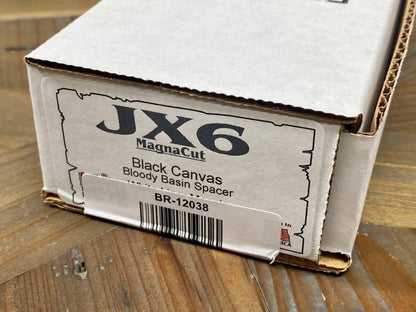 JX6
MagnaCut
Black Canvas
Bloody Basin Spacer
BR-12038